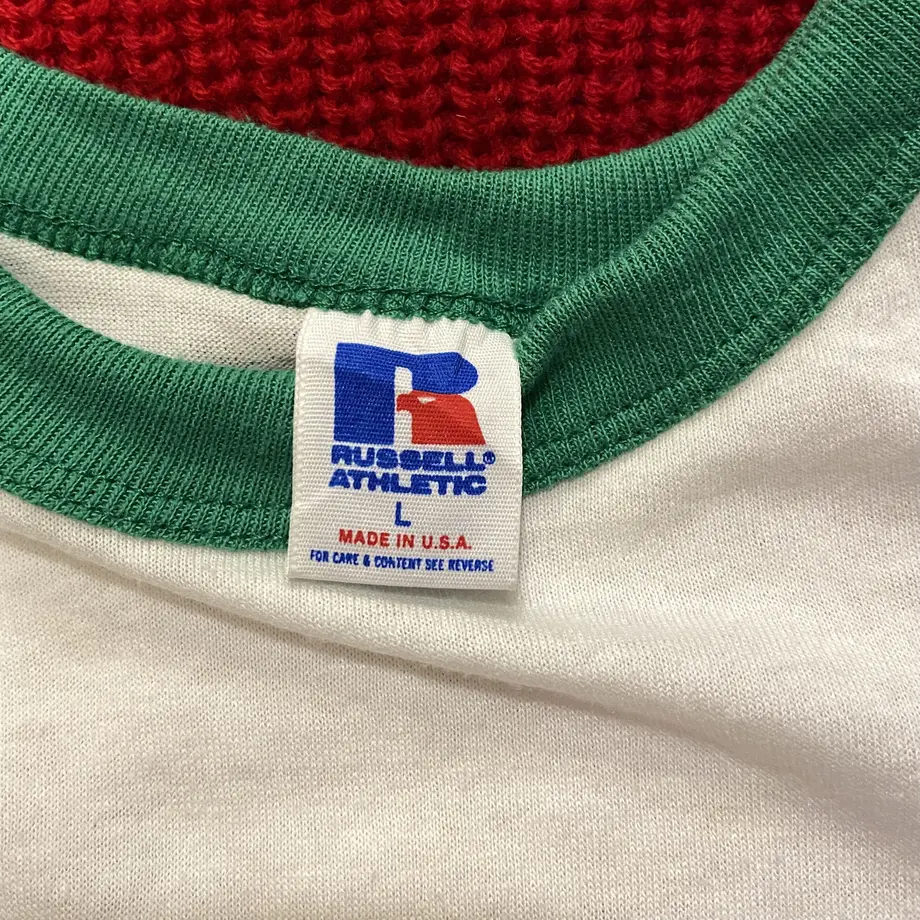 RUSSELL®
ATHLETIC
L
MADE IN U.S.A.
FOR CARE & CONTENT SEE REVERSE